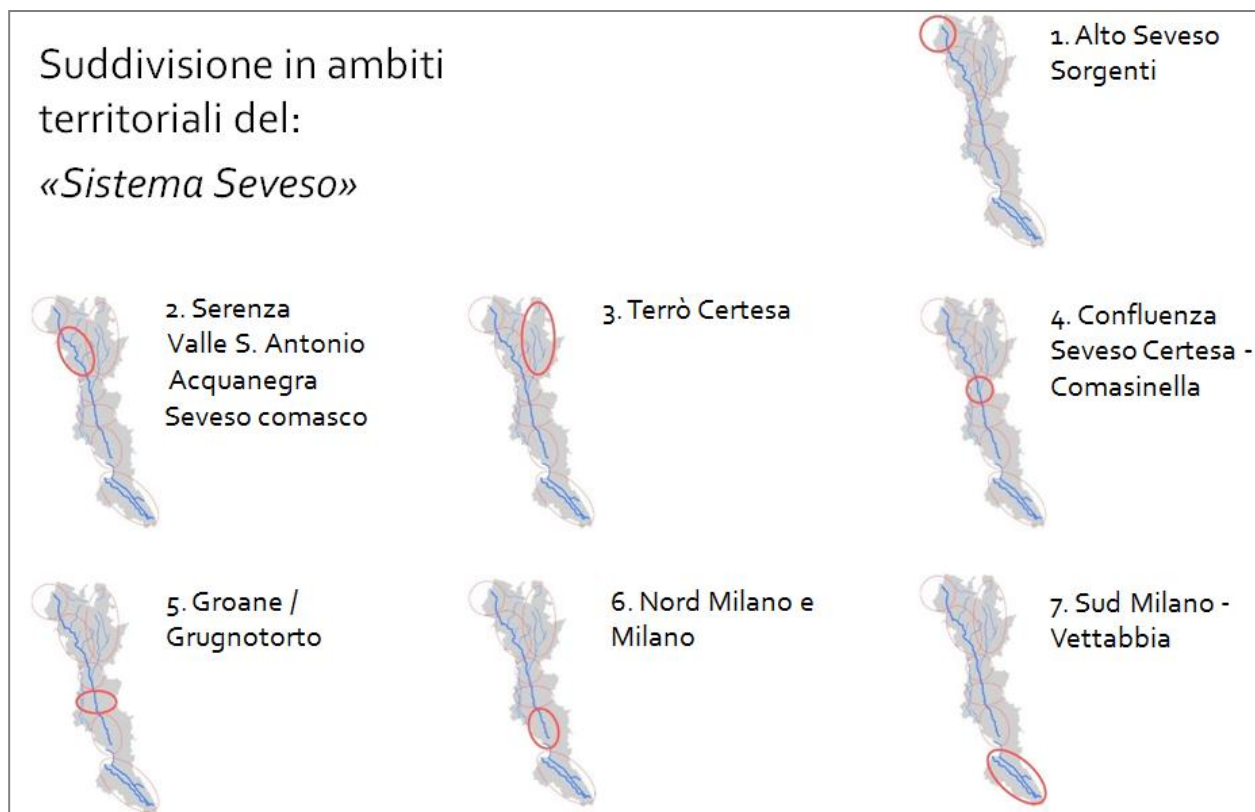 Suddivisione in ambiti
territoriali del:
«Sistema Seveso»
1. Alto Seveso
Sorgenti
2. Serenza
Valle S. Antonio
Acquanegra
Seveso comasco
3. Terrò Certesa
4. Confluenza
Seveso Certesa -
Comasinella
5. Groane /
Grugnotorto
6. Nord Milano e
Milano
7. Sud Milano -
Vettabbia